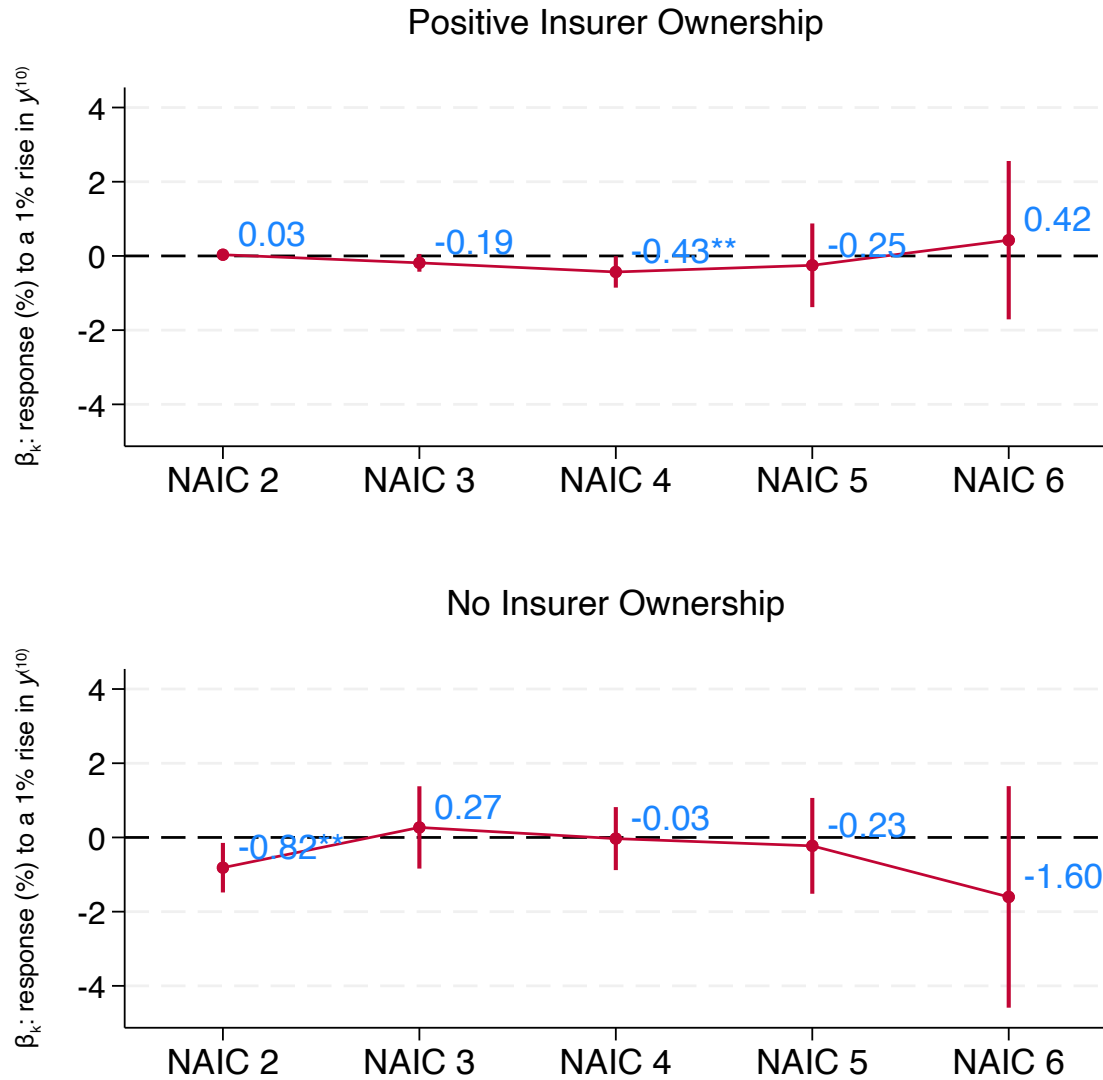 Positive Insurer Ownership
βₖ: response (%) to a 1% rise in y⁽¹⁰⁾
4
2
0
-2
-4
0.03
-0.19
-0.43**
-0.25
0.42
NAIC 2
NAIC 3
NAIC 4
NAIC 5
NAIC 6
No Insurer Ownership
βₖ: response (%) to a 1% rise in y⁽¹⁰⁾
4
2
0
-2
-4
-0.82**
0.27
-0.03
-0.23
-1.60
NAIC 2
NAIC 3
NAIC 4
NAIC 5
NAIC 6